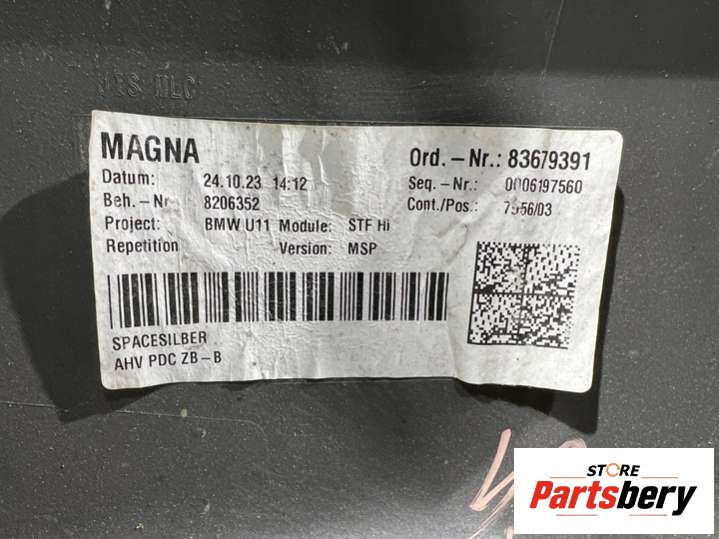 MAGNA
Ord.-Nr.: 83679391
Datum: 24.10.23 14:12
Seq.-Nr.: 0006197560
Beh.-Nr 8206352
Cont./Pos.: 7556/03
Project: BMW U11 Module: STF Hi
Repetition Version: MSP
SPACESILBER
AHV PDC ZB-B
STORE
Partsbery